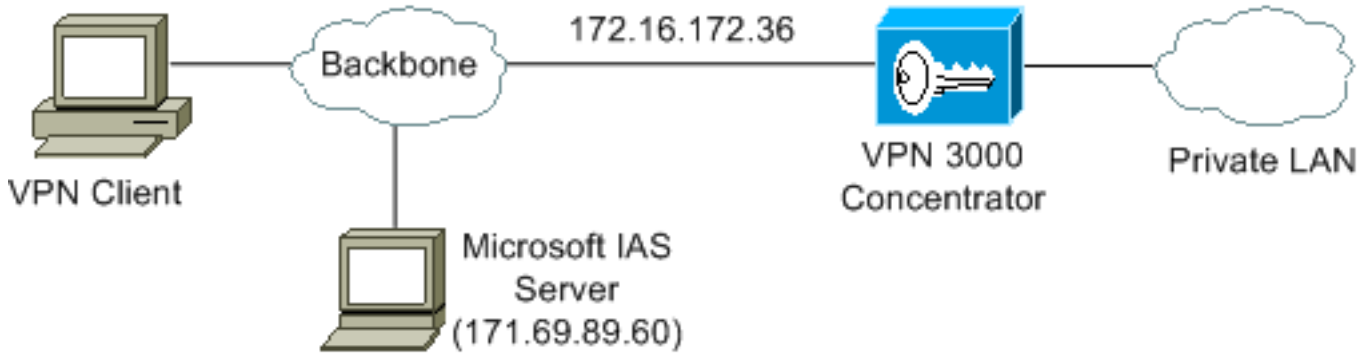 172.16.172.36
Backbone
VPN Client
VPN 3000
Concentrator
Private LAN
Microsoft IAS
Server
(171.69.89.60)